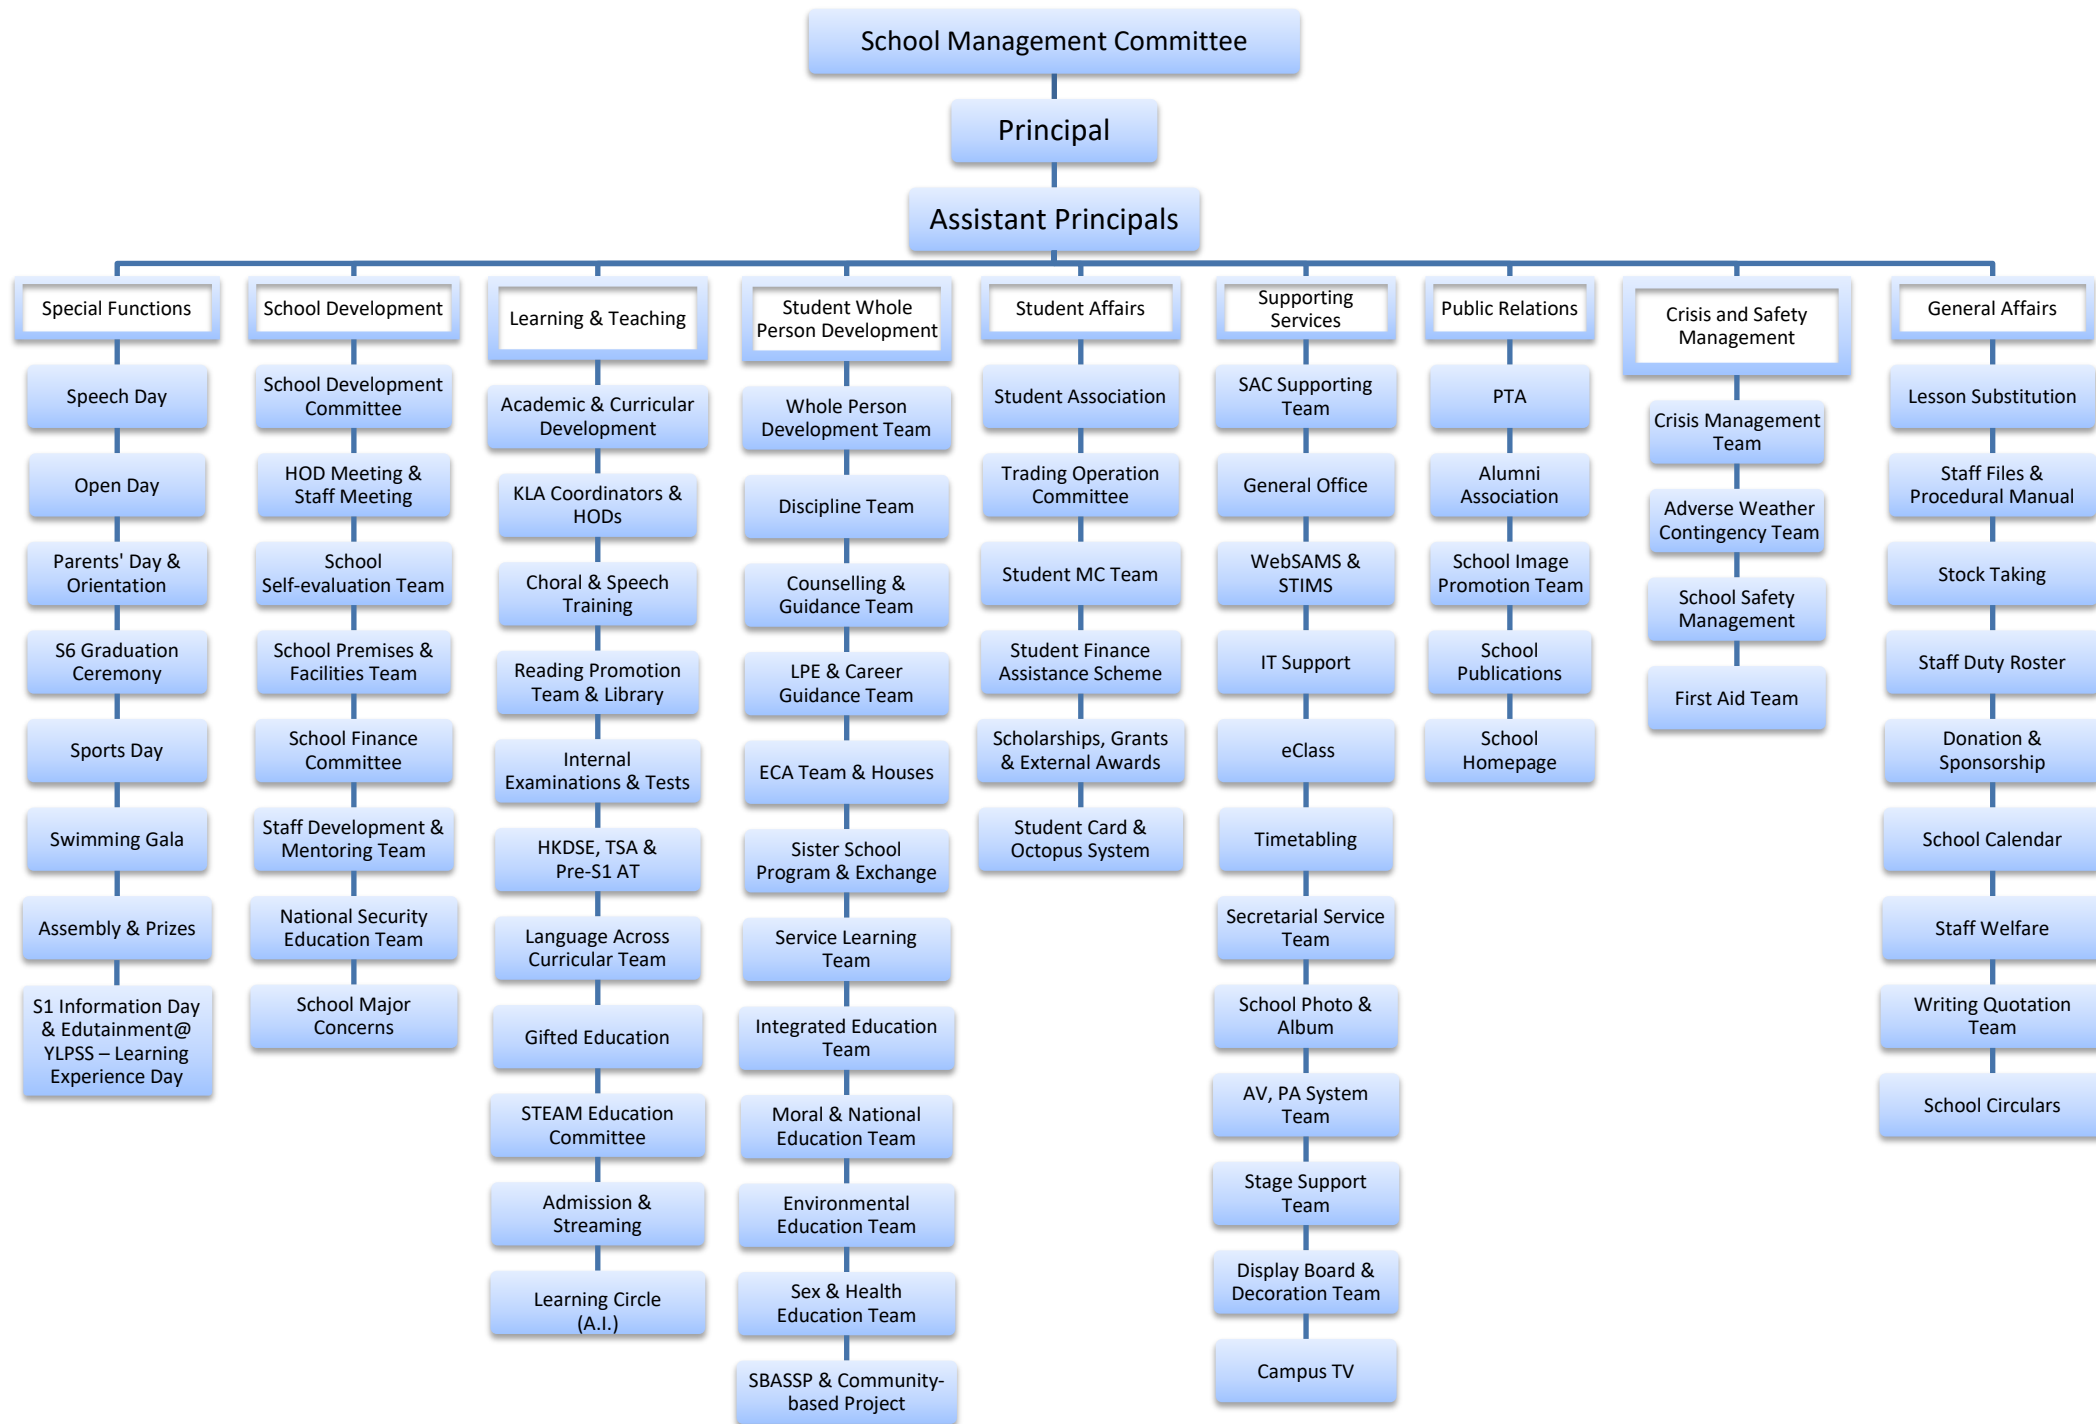 School Management Committee
Principal
Assistant Principals
Special Functions
Speech Day
Open Day
Parents' Day &
Orientation
S6 Graduation
Ceremony
Sports Day
Swimming Gala
Assembly & Prizes
S1 Information Day
& Edutainment@
YLPSS – Learning
Experience Day
School Development
School Development
Committee
HOD Meeting &
Staff Meeting
School
Self-evaluation Team
School Premises &
Facilities Team
School Finance
Committee
Staff Development &
Mentoring Team
National Security
Education Team
School Major
Concerns
Learning & Teaching
Academic & Curricular
Development
KLA Coordinators &
HODs
Choral & Speech
Training
Reading Promotion
Team & Library
Internal
Examinations & Tests
HKDSE, TSA &
Pre-S1 AT
Language Across
Curricular Team
Gifted Education
STEAM Education
Committee
Admission &
Streaming
Learning Circle
(A.I.)
Student Whole
Person Development
Whole Person
Development Team
Discipline Team
Counselling &
Guidance Team
LPE & Career
Guidance Team
ECA Team & Houses
Sister School
Program & Exchange
Service Learning
Team
Integrated Education
Team
Moral & National
Education Team
Environmental
Education Team
Sex & Health
Education Team
SBASSP & Community-
based Project
Student Affairs
Student Association
Trading Operation
Committee
Student MC Team
Student Finance
Assistance Scheme
Scholarships, Grants
& External Awards
Student Card &
Octopus System
Supporting
Services
SAC Supporting
Team
General Office
WebSAMS &
STIMS
IT Support
eClass
Timetabling
Secretarial Service
Team
School Photo &
Album
AV, PA System
Team
Stage Support
Team
Display Board &
Decoration Team
Campus TV
Public Relations
PTA
Alumni
Association
School Image
Promotion Team
School
Publications
School
Homepage
Crisis and Safety
Management
Crisis Management
Team
Adverse Weather
Contingency Team
School Safety
Management
First Aid Team
General Affairs
Lesson Substitution
Staff Files &
Procedural Manual
Stock Taking
Staff Duty Roster
Donation &
Sponsorship
School Calendar
Staff Welfare
Writing Quotation
Team
School Circulars